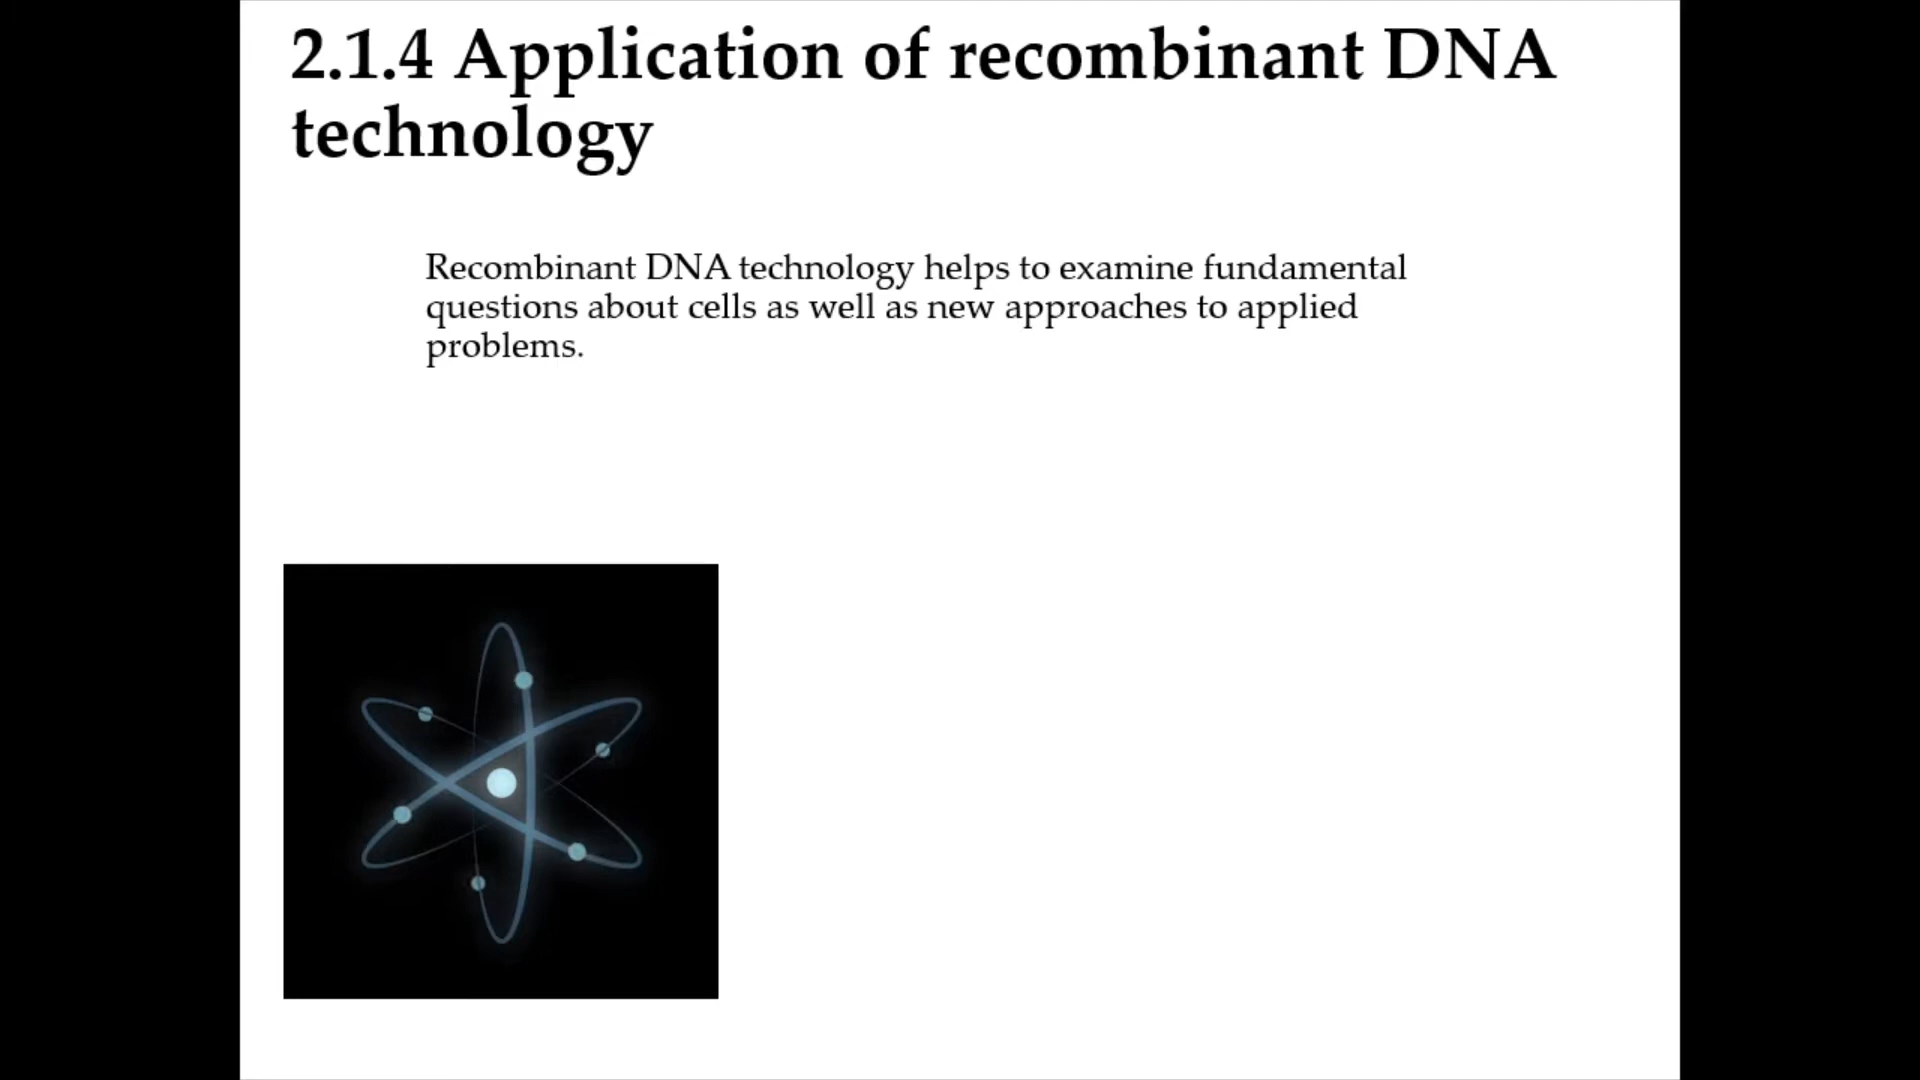 2.1.4 Application of recombinant DNA
technology
Recombinant DNA technology helps to examine fundamental
questions about cells as well as new approaches to applied
problems.